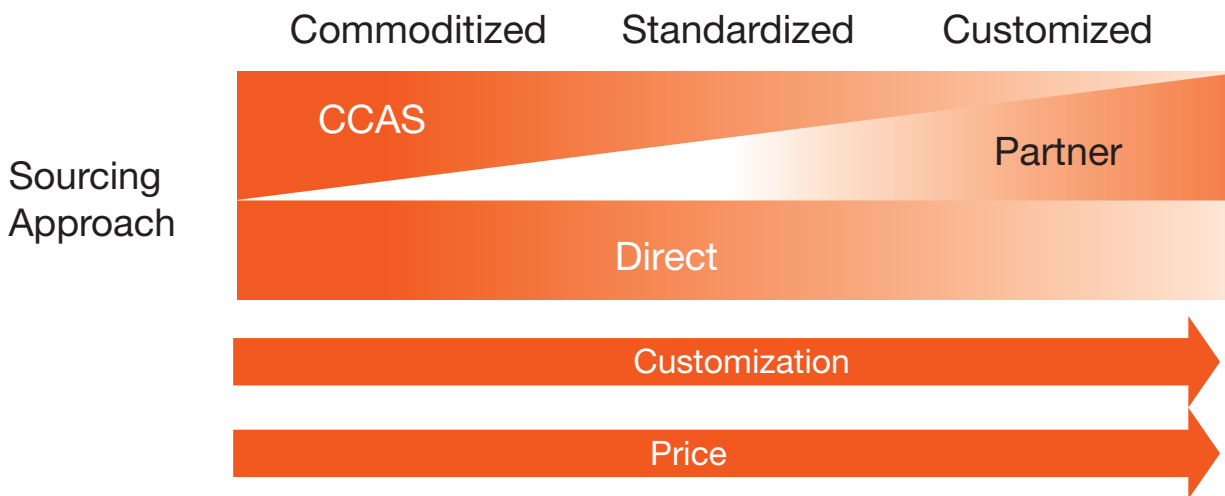 Commoditized Standardized Customized
CCAS
Partner
Sourcing
Approach
Direct
Customization
Price